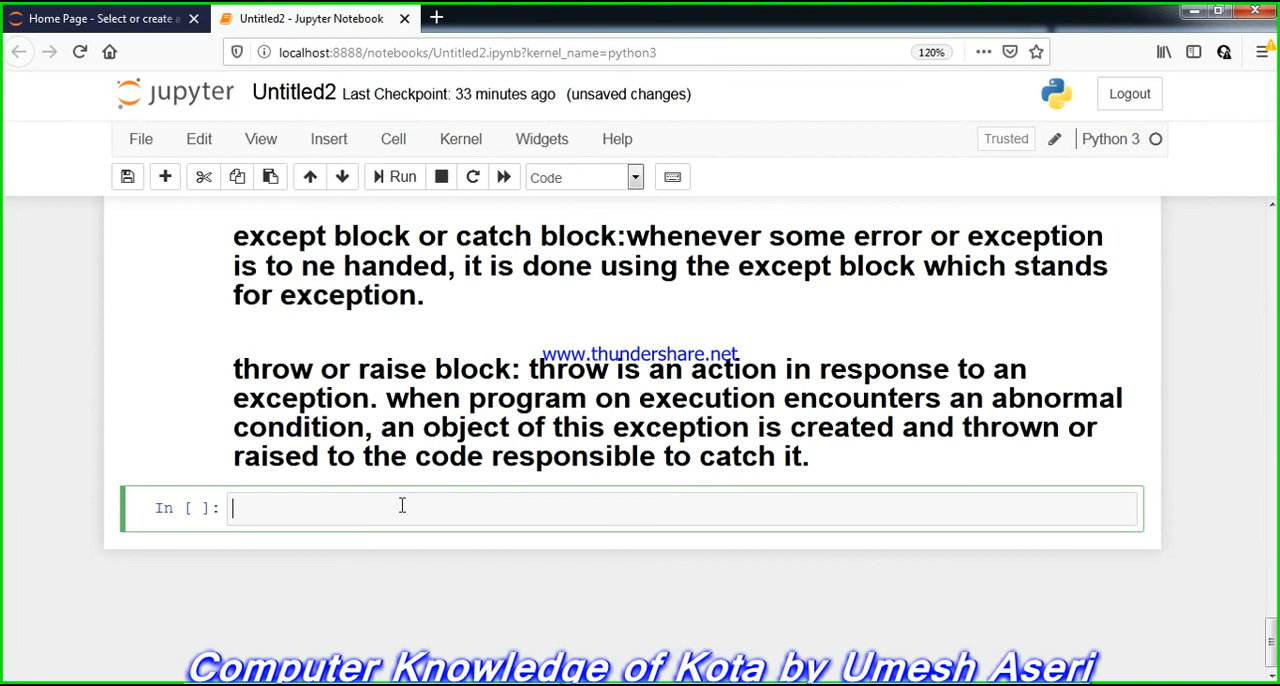 Home Page - Select or create a
Untitled2 - Jupyter Notebook
localhost:8888/notebooks/Untitled2.ipynb?kernel_name=python3
120%
jupyter Untitled2 Last Checkpoint: 33 minutes ago (unsaved changes)
Logout
File Edit View Insert Cell Kernel Widgets Help
Trusted
Python 3
Run
Code
except block or catch block:whenever some error or exception
is to ne handed, it is done using the except block which stands
for exception.
www.thundershare.net
throw or raise block: throw is an action in response to an
exception. when program on execution encounters an abnormal
condition, an object of this exception is created and thrown or
raised to the code responsible to catch it.
In [ ]:
Computer Knowledge of Kota by Umesh Aseri